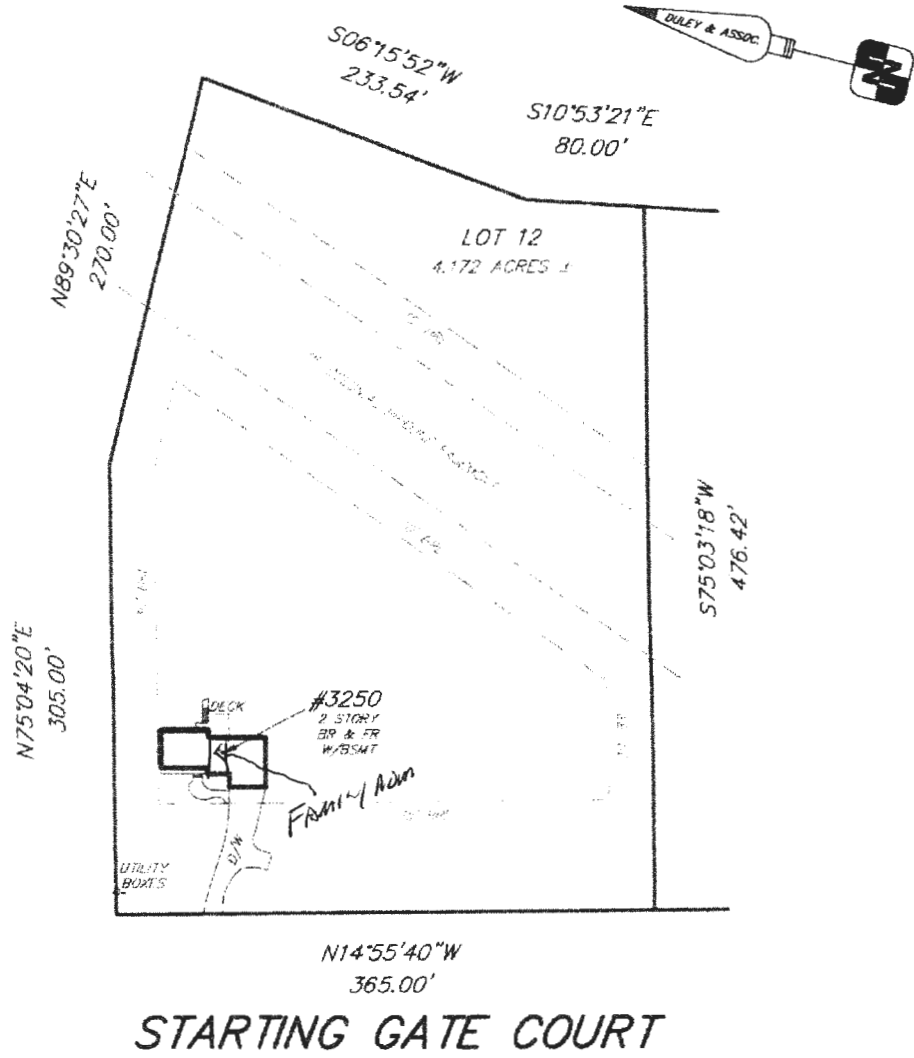 DULEY & ASSOC.
N
S06°15'52"W
233.54'
S10°53'21"E
80.00'
N89°30'27"E
270.00'
LOT 12
4.172 ACRES ±
S75°03'18"W
476.42'
N75°04'20"E
305.00'
DECK
#3250
2 STORY
BR & FR
W/BSMT
Family Room
D/W
UTILITY
BOXES
N14°55'40"W
365.00'
STARTING GATE COURT